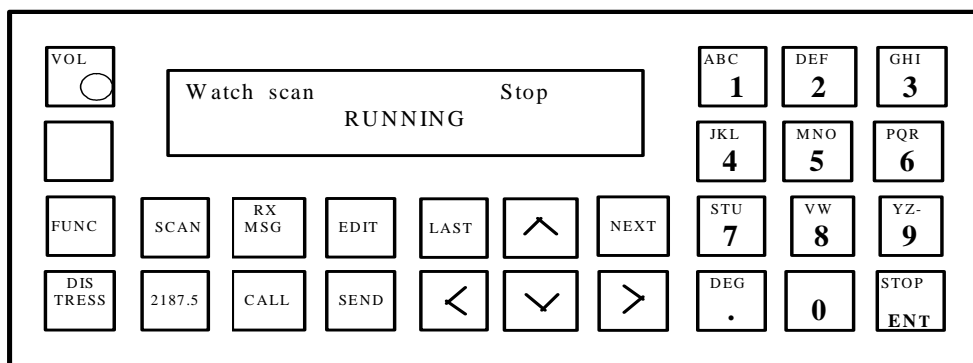 VOL
Watch scan Stop
RUNNING
ABC
1
DEF
2
GHI
3
JKL
4
MNO
5
PQR
6
FUNC
SCAN
RX
MSG
EDIT
LAST
NEXT
STU
7
VW
8
YZ-
9
DIS
TRESS
2187.5
CALL
SEND
DEG
.
0
STOP
ENT